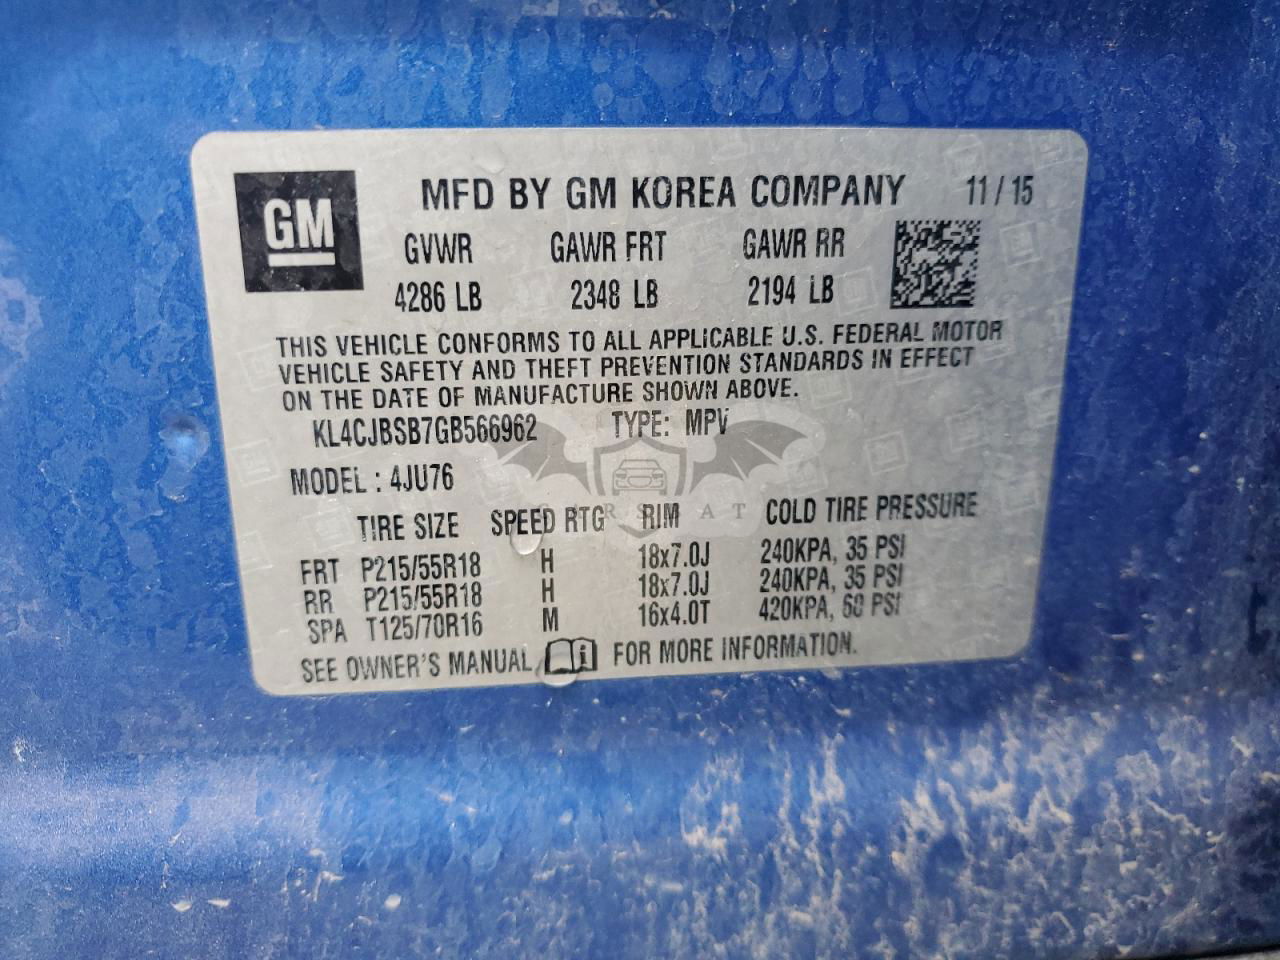 GM
MFD BY GM KOREA COMPANY 11/15
GVWR GAWR FRT GAWR RR
4286 LB 2348 LB 2194 LB
THIS VEHICLE CONFORMS TO ALL APPLICABLE U.S. FEDERAL MOTOR
VEHICLE SAFETY AND THEFT PREVENTION STANDARDS IN EFFECT
ON THE DATE OF MANUFACTURE SHOWN ABOVE.
KL4CJBSB7GB566962 TYPE: MPV
MODEL : 4JU76
TIRE SIZE SPEED RTG RIM COLD TIRE PRESSURE
FRT P215/55R18 H 18x7.0J 240KPA, 35 PSI
RR P215/55R18 H 18x7.0J 240KPA, 35 PSI
SPA T125/70R16 M 16x4.0T 420KPA, 60 PSI
SEE OWNER'S MANUAL FOR MORE INFORMATION.